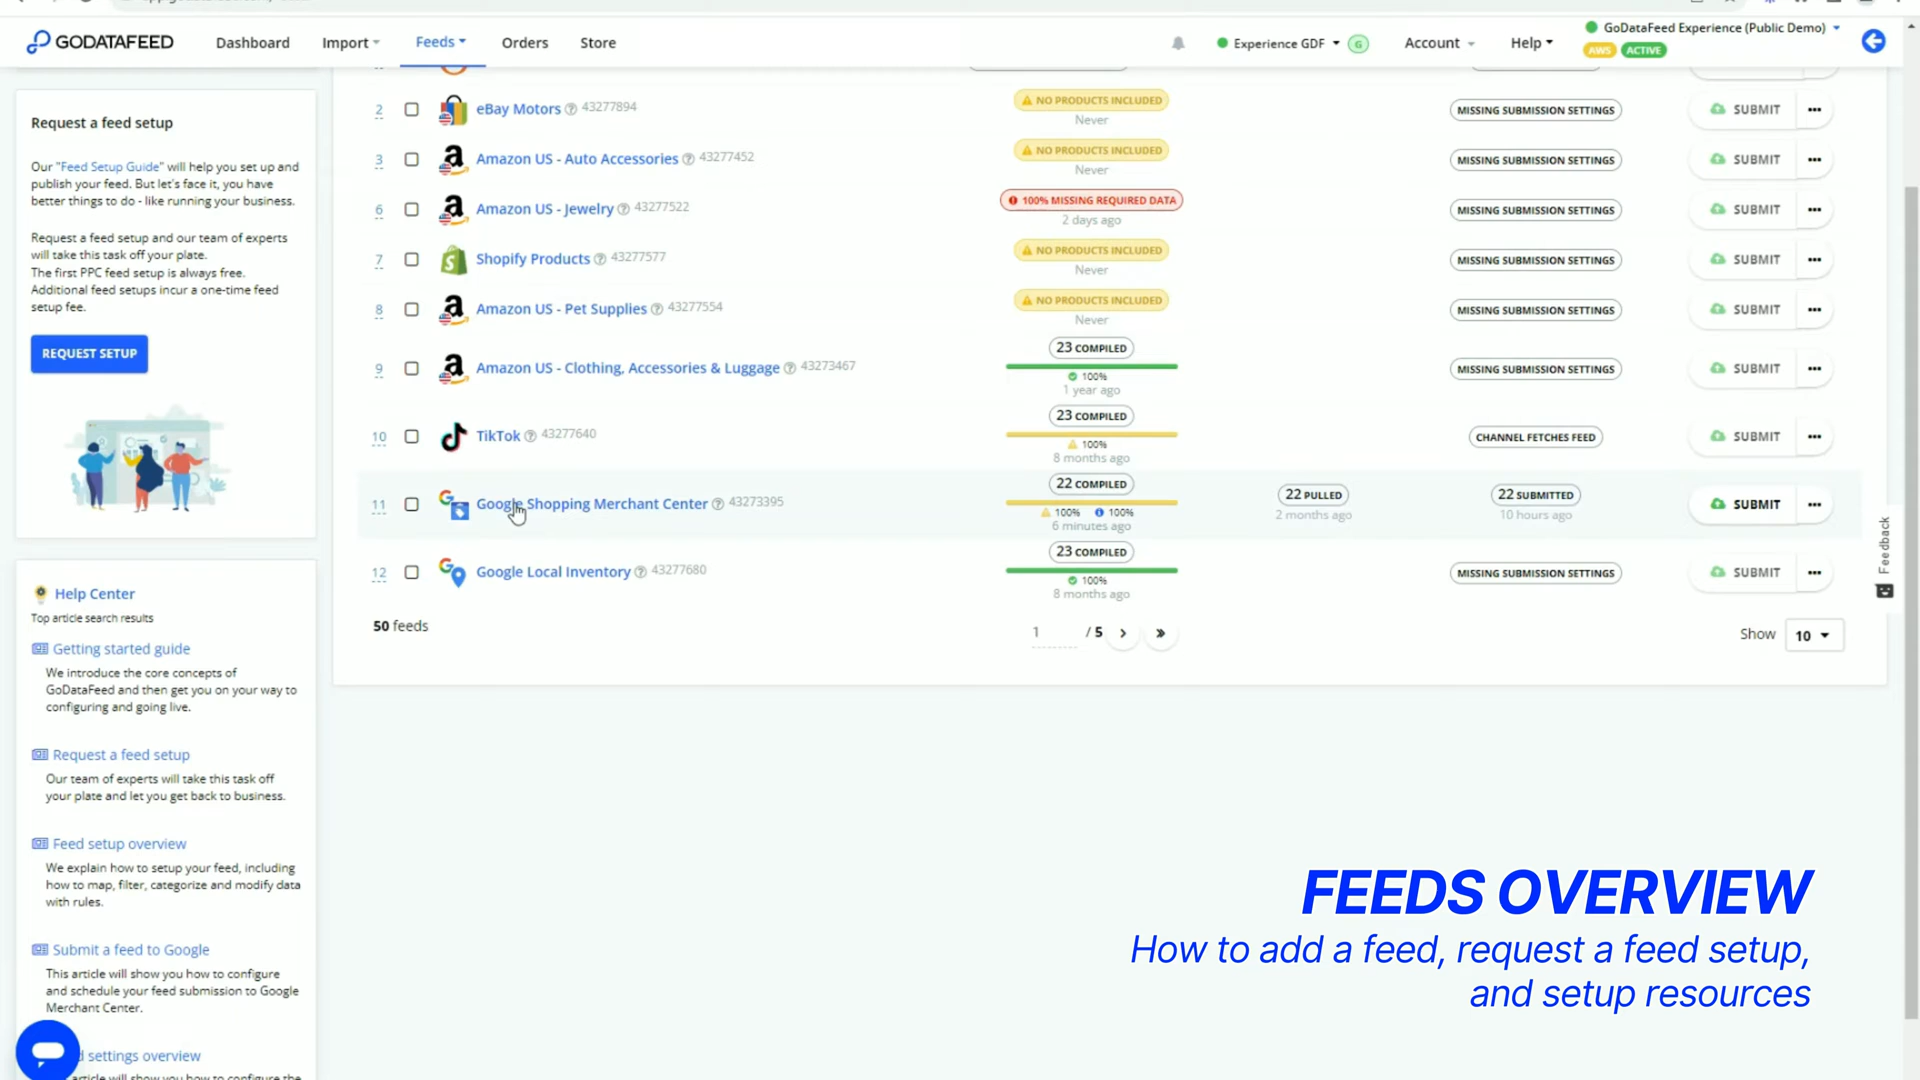 GODATAFEED
Dashboard
Import
Feeds
Orders
Store
Experience GDF
G
Account
Help
GoDataFeed Experience (Public Demo)
AWS
ACTIVE
Request a feed setup
Our "Feed Setup Guide" will help you set up and
publish your feed. But let's face it, you have
better things to do - like running your business.
Request a feed setup and our team of experts
will take this task off your plate.
The first PPC feed setup is always free.
Additional feed setups incur a one-time feed
setup fee.
REQUEST SETUP
Help Center
Top article search results
Getting started guide
We introduce the core concepts of
GoDataFeed and then get you on your way to
configuring and going live.
Request a feed setup
Our team of experts will take this task off
your plate and let you get back to business.
Feed setup overview
We explain how to setup your feed, including
how to map, filter, categorize and modify data
with rules.
Submit a feed to Google
This article will show you how to configure
and schedule your feed submission to Google
Merchant Center.
settings overview
article will show you how to configure the
2 eBay Motors 43277894 NO PRODUCTS INCLUDED MISSING SUBMISSION SETTINGS SUBMIT
Never
3 Amazon US - Auto Accessories 43277452 NO PRODUCTS INCLUDED MISSING SUBMISSION SETTINGS SUBMIT
Never
6 Amazon US - Jewelry 43277522 100% MISSING REQUIRED DATA MISSING SUBMISSION SETTINGS SUBMIT
2 days ago
7 Shopify Products 43277577 NO PRODUCTS INCLUDED MISSING SUBMISSION SETTINGS SUBMIT
Never
8 Amazon US - Pet Supplies 43277554 NO PRODUCTS INCLUDED MISSING SUBMISSION SETTINGS SUBMIT
Never
23 COMPILED
9 Amazon US - Clothing, Accessories & Luggage 43273467 100% MISSING SUBMISSION SETTINGS SUBMIT
1 year ago
23 COMPILED
10 TikTok 43277640 100% CHANNEL FETCHES FEED SUBMIT
8 months ago
22 COMPILED
11 Google Shopping Merchant Center 43273395 100% 100% 22 PULLED 22 SUBMITTED SUBMIT
6 minutes ago 2 months ago 10 hours ago
23 COMPILED
12 Google Local Inventory 43277680 100% MISSING SUBMISSION SETTINGS SUBMIT
8 months ago
50 feeds
1 / 5
Show 10
Feedback
FEEDS OVERVIEW
How to add a feed, request a feed setup,
and setup resources